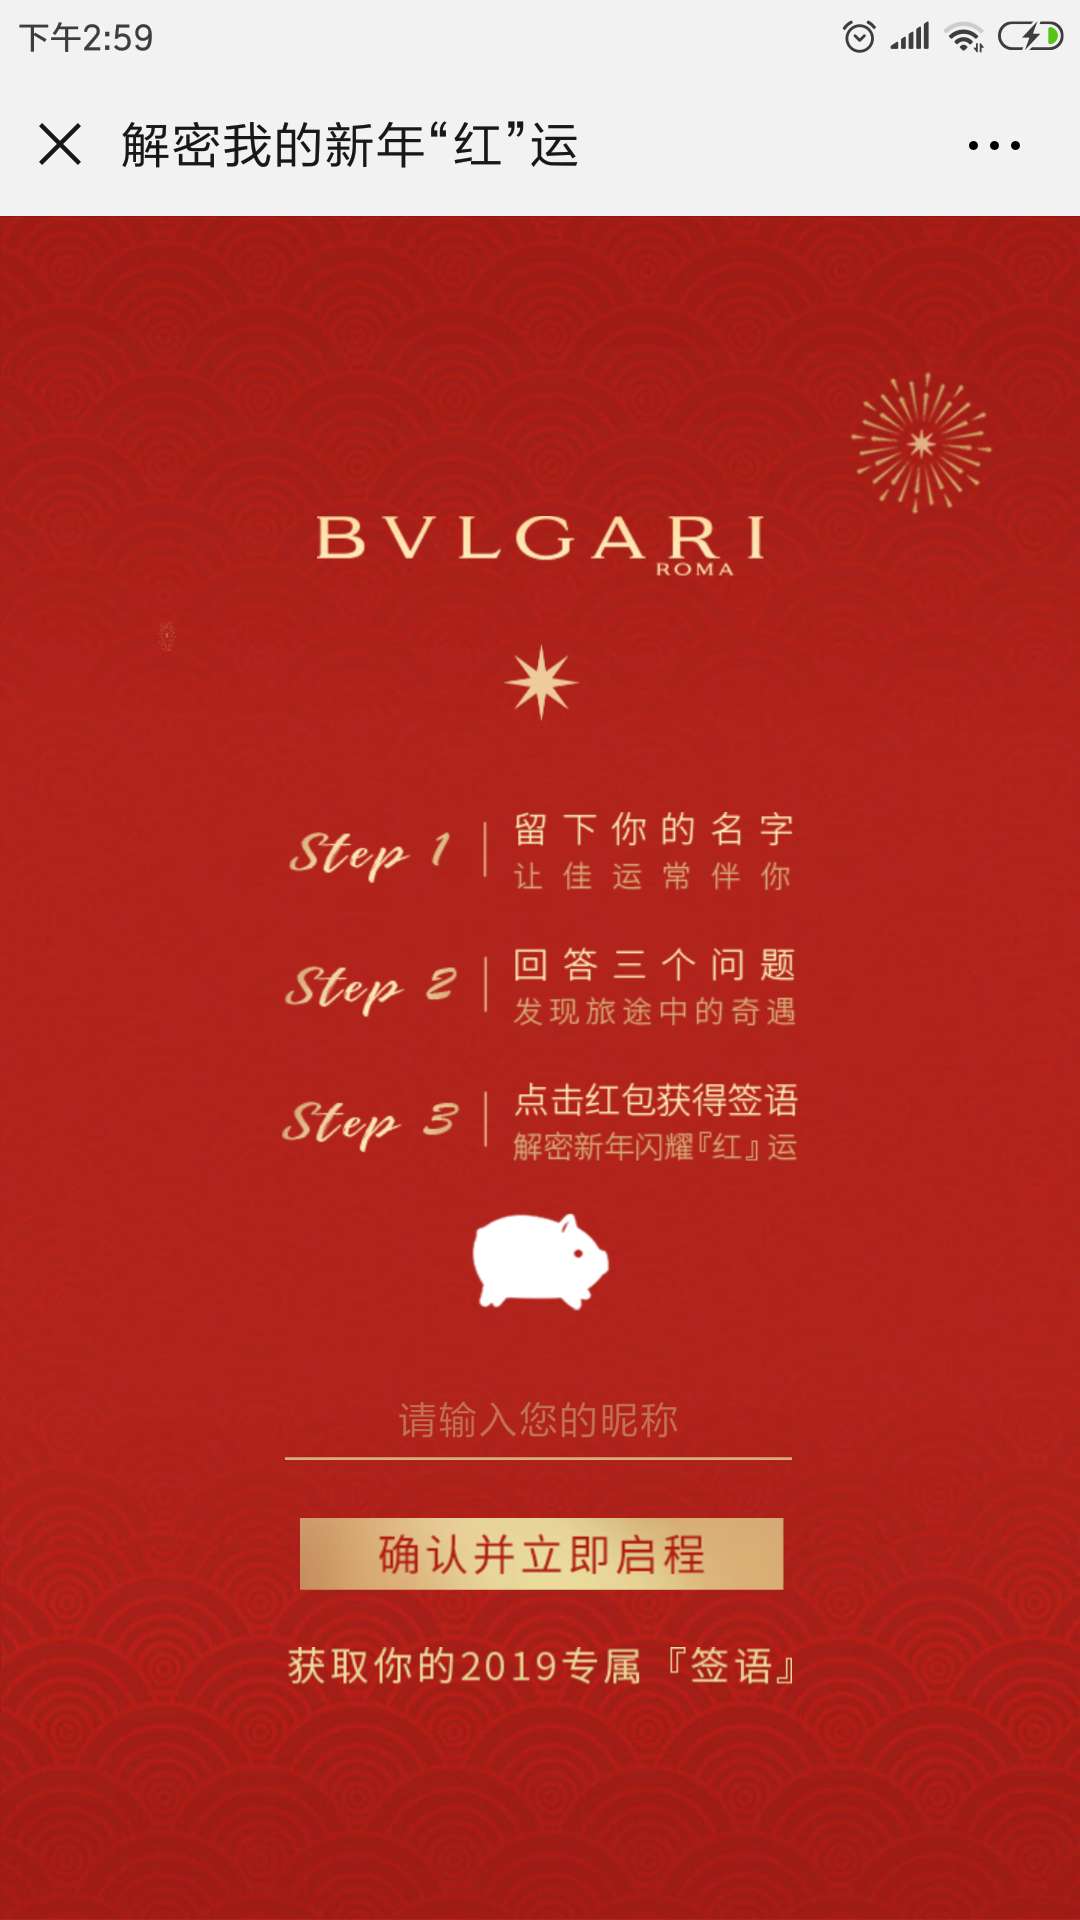 下午2:59
解密我的新年“红”运
BVLGARI
ROMA
Step 1
留下你的名字
让佳运常伴你
Step 2
回答三个问题
发现旅途中的奇遇
Step 3
点击红包获得签语
解密新年闪耀『红』运
请输入您的昵称
确认并立即启程
获取你的2019专属『签语』